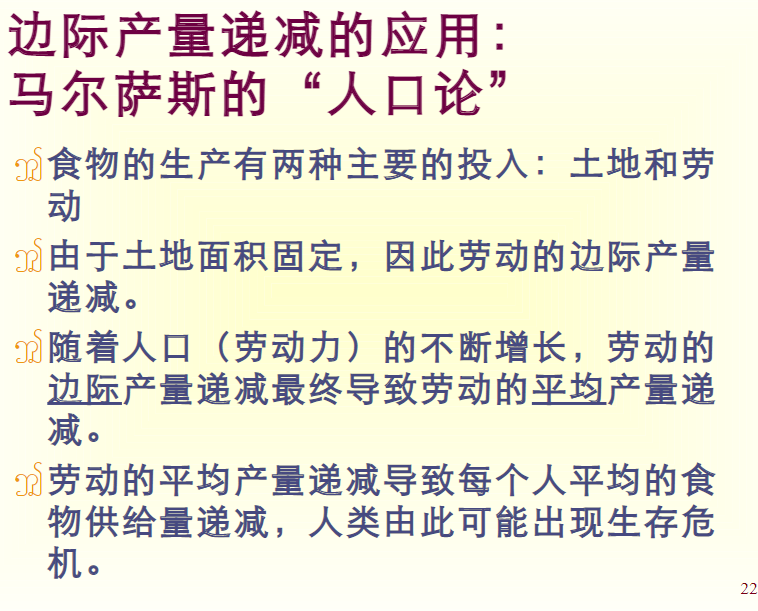 边际产量递减的应用：
马尔萨斯的“人口论”
食物的生产有两种主要的投入：土地和劳
动
由于土地面积固定，因此劳动的边际产量
递减。
随着人口（劳动力）的不断增长，劳动的
边际产量递减最终导致劳动的平均产量递
减。
劳动的平均产量递减导致每个人平均的食
物供给量递减，人类由此可能出现生存危
机。
22